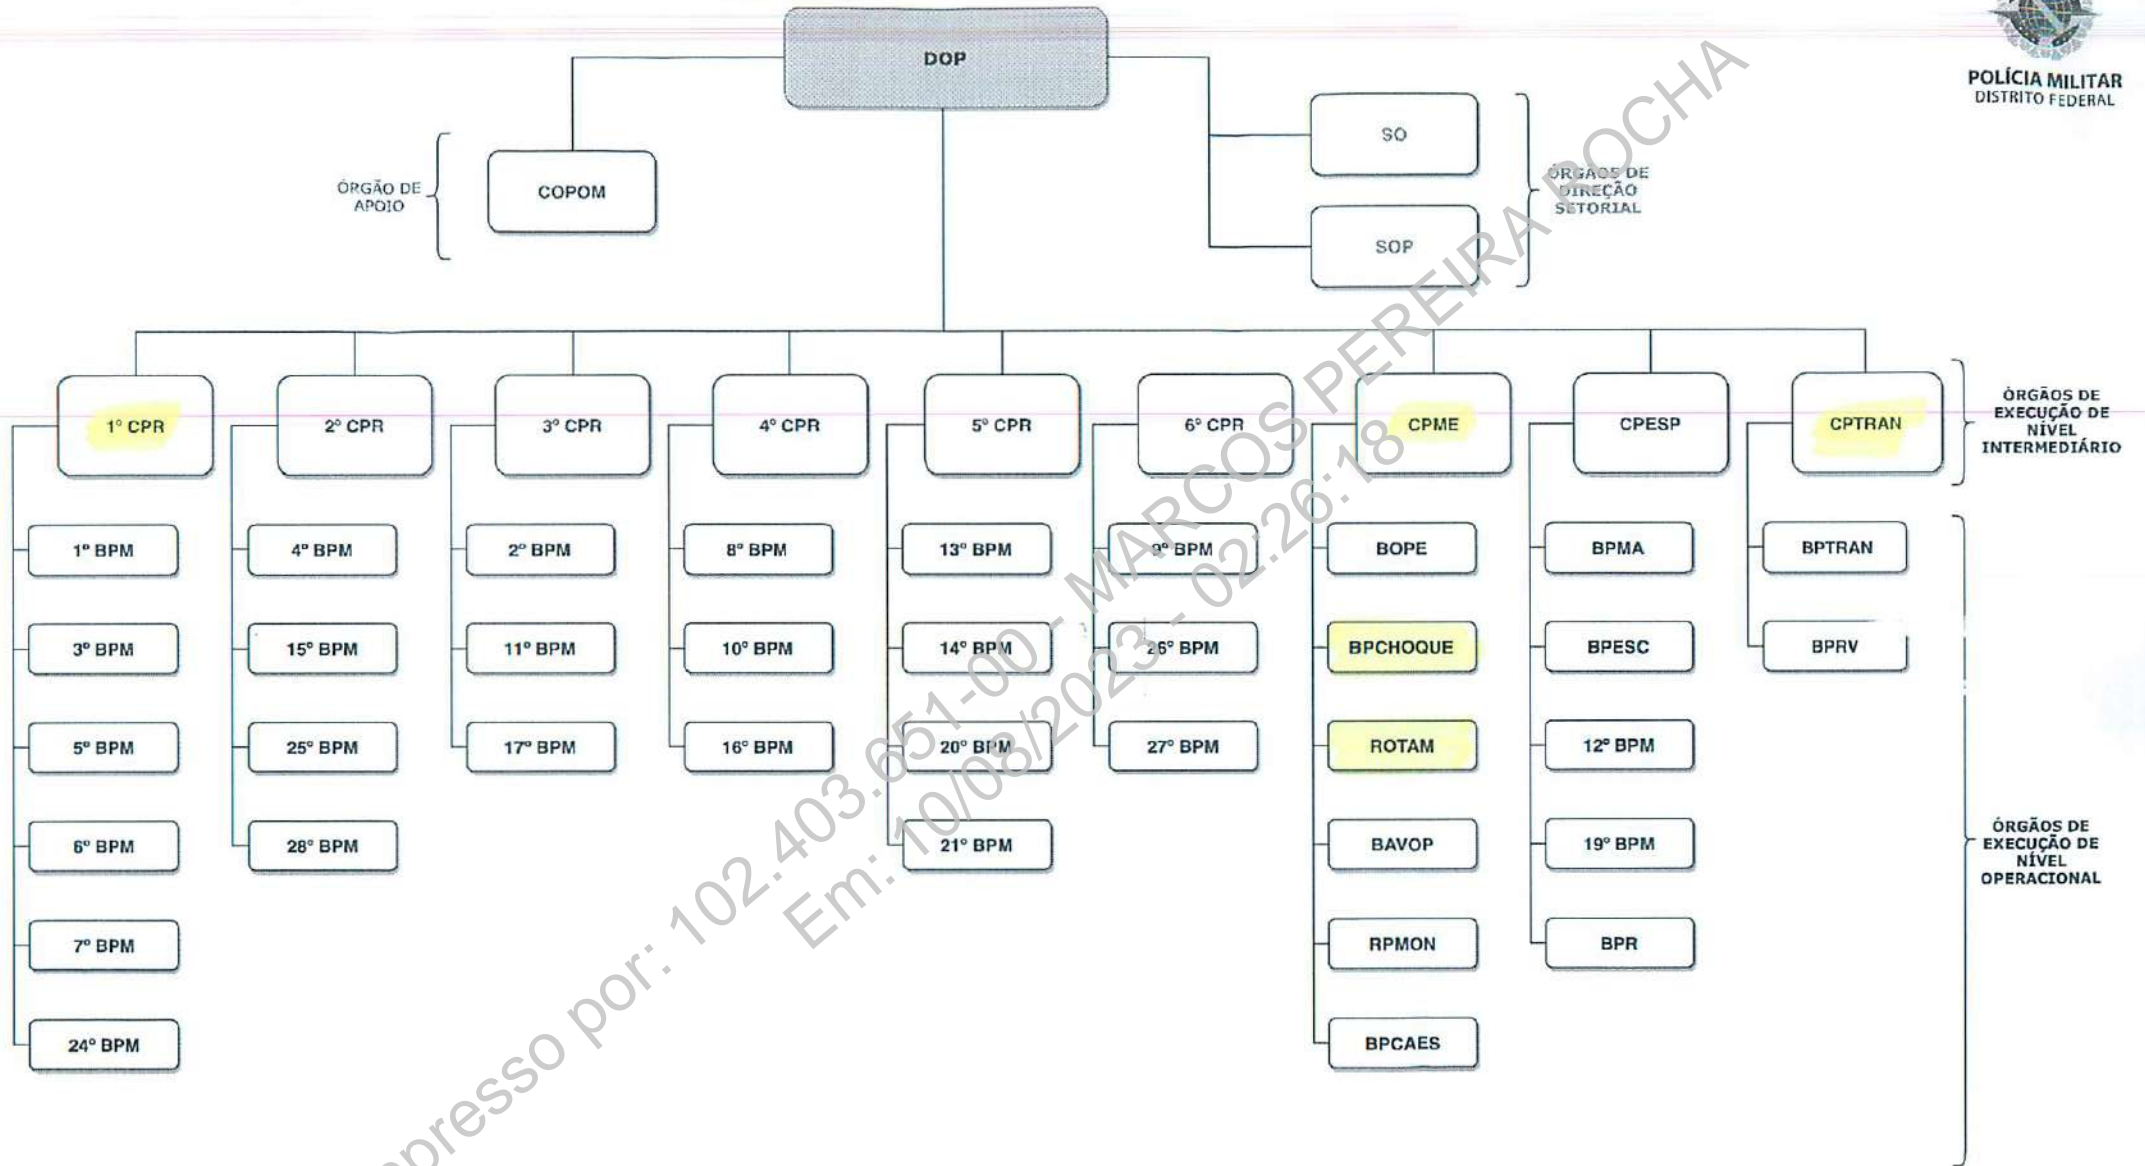 DOP
POLÍCIA MILITAR
DISTRITO FEDERAL
ÓRGÃO DE
APOIO
COPOM
SO
SOP
ÓRGÃOS DE
DIREÇÃO
SETORIAL
1º CPR
2º CPR
3º CPR
4º CPR
5º CPR
6º CPR
CPME
CPESP
CPTRAN
ÓRGÃOS DE
EXECUÇÃO DE
NÍVEL
INTERMEDIÁRIO
1º BPM
4º BPM
2º BPM
8º BPM
13º BPM
9º BPM
BOPE
BPMA
BPTRAN
3º BPM
15º BPM
11º BPM
10º BPM
14º BPM
26º BPM
BPCHOQUE
BPESC
BPRV
5º BPM
25º BPM
17º BPM
16º BPM
20º BPM
27º BPM
ROTAM
12º BPM
6º BPM
28º BPM
21º BPM
BAVOP
19º BPM
ÓRGÃOS DE
EXECUÇÃO DE
NÍVEL
OPERACIONAL
7º BPM
RPMON
BPR
24º BPM
BPCAES
presso por: 102.403.651-00 - MARCOS PEREIRA ROCHA
Em: 10/08/2023 - 02:26:18